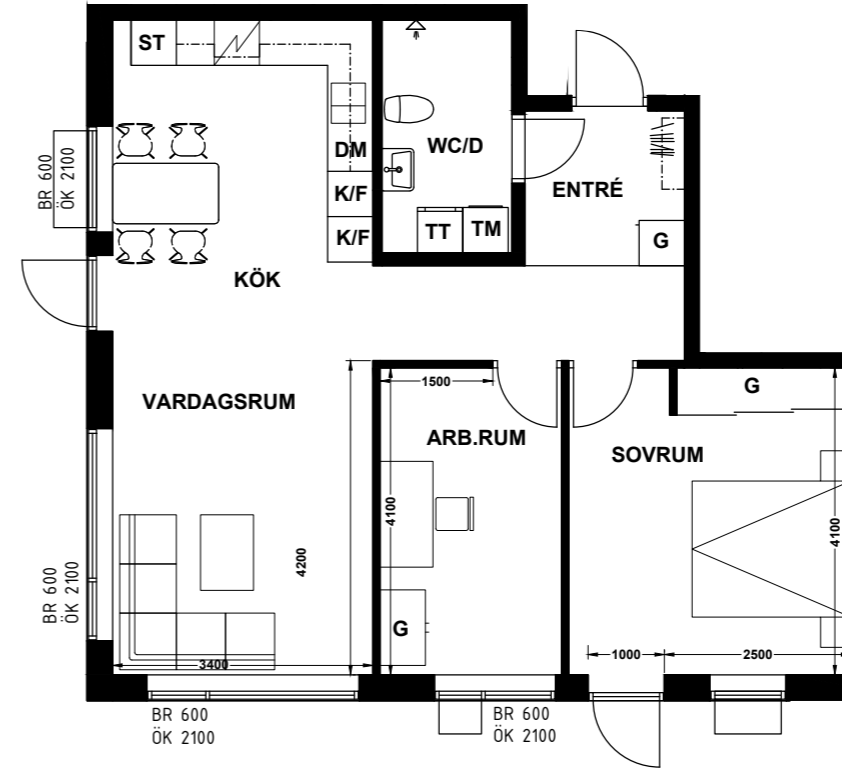 ST
DM
WC/D
BR 600
ÖK 2100
K/F
ENTRÉ
K/F
TT
TM
G
KÖK
1500
G
VARDAGSRUM
ARB.RUM
SOVRUM
4100
4100
4200
BR 600
ÖK 2100
G
3400
1000
2500
BR 600
ÖK 2100
BR 600
ÖK 2100